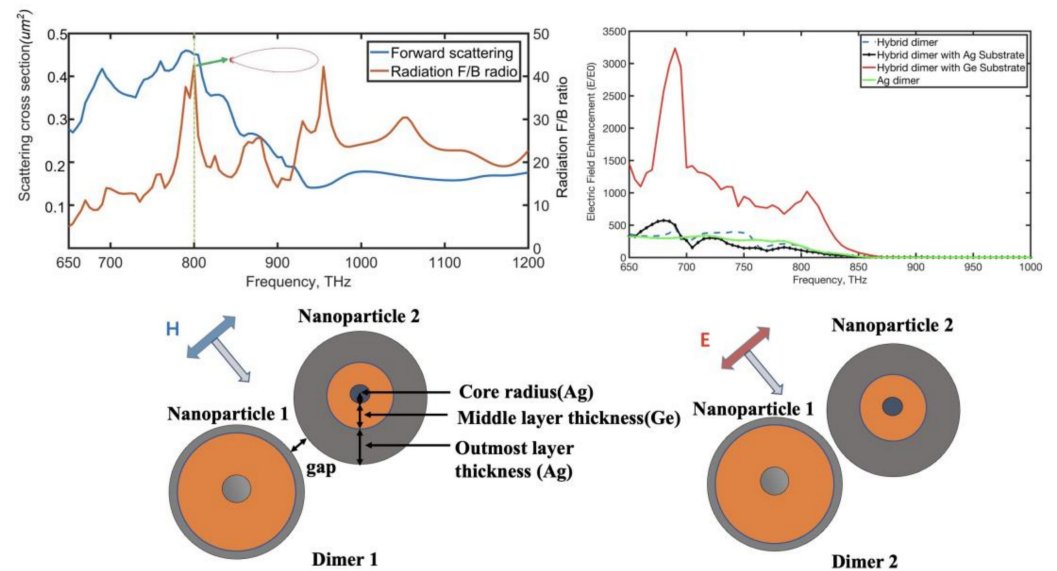 Scattering cross section(um²)
0.5
0.4
0.3
0.2
0.1
50
40
30
20
10
0
Radiation F/B ratio
Forward scattering
Radiation F/B radio
650 700 800 900 1000 1100 1200
Frequency, THz
Electric Field Enhancement (E/E0)
3500
3000
2500
2000
1500
1000
500
0
Hybrid dimer
Hybrid dimer with Ag Substrate
Hybrid dimer with Ge Substrate
Ag dimer
650 700 750 800 850 900 950 1000
Frequency, THz
H
Nanoparticle 2
Nanoparticle 1
gap
Core radius(Ag)
Middle layer thickness(Ge)
Outmost layer
thickness (Ag)
Dimer 1
E
Nanoparticle 2
Nanoparticle 1
Dimer 2